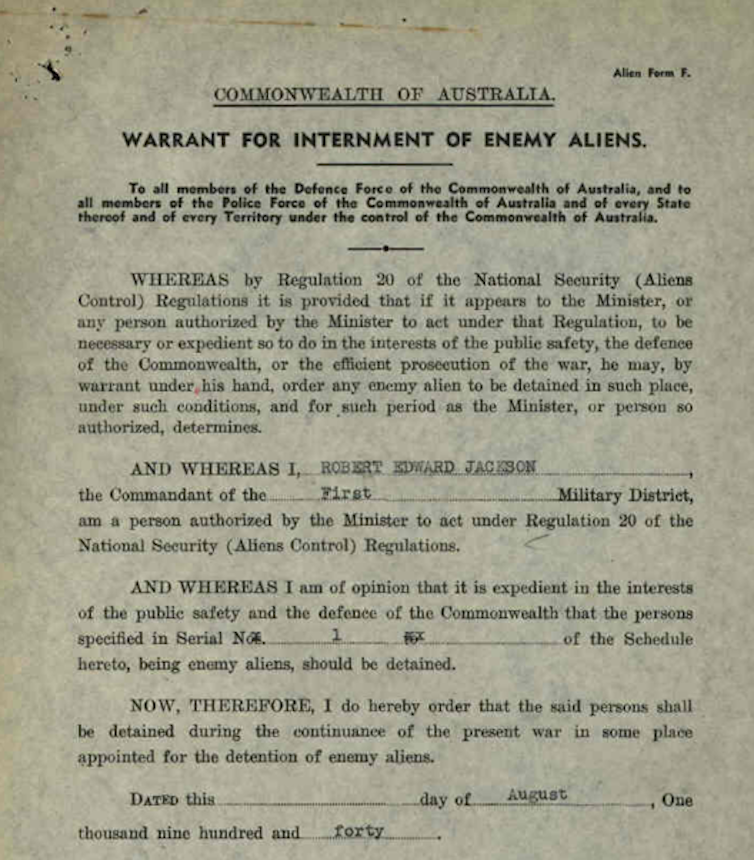 Alien Form F.
COMMONWEALTH OF AUSTRALIA.
WARRANT FOR INTERNMENT OF ENEMY ALIENS.
To all members of the Defence Force of the Commonwealth of Australia, and to
all members of the Police Force of the Commonwealth of Australia and of every State
thereof and of every Territory under the control of the Commonwealth of Australia.
WHEREAS by Regulation 20 of the National Security (Aliens
Control) Regulations it is provided that if it appears to the Minister, or
any person authorized by the Minister to act under that Regulation, to be
necessary or expedient so to do in the interests of the public safety, the defence
of the Commonwealth, or the efficient prosecution of the war, he may, by
warrant under his hand, order any enemy alien to be detained in such place,
under such conditions, and for such period as the Minister, or person so
authorized, determines.
AND WHEREAS I, ROBERT EDWARD JACKSON ,
the Commandant of the First Military District,
am a person authorized by the Minister to act under Regulation 20 of the
National Security (Aliens Control) Regulations.
AND WHEREAS I am of opinion that it is expedient in the interests
of the public safety and the defence of the Commonwealth that the persons
specified in Serial No. 1 of the Schedule
hereto, being enemy aliens, should be detained.
NOW, THEREFORE, I do hereby order that the said persons shall
be detained during the continuance of the present war in some place
appointed for the detention of enemy aliens.
DATED this day of August , One
thousand nine hundred and forty .